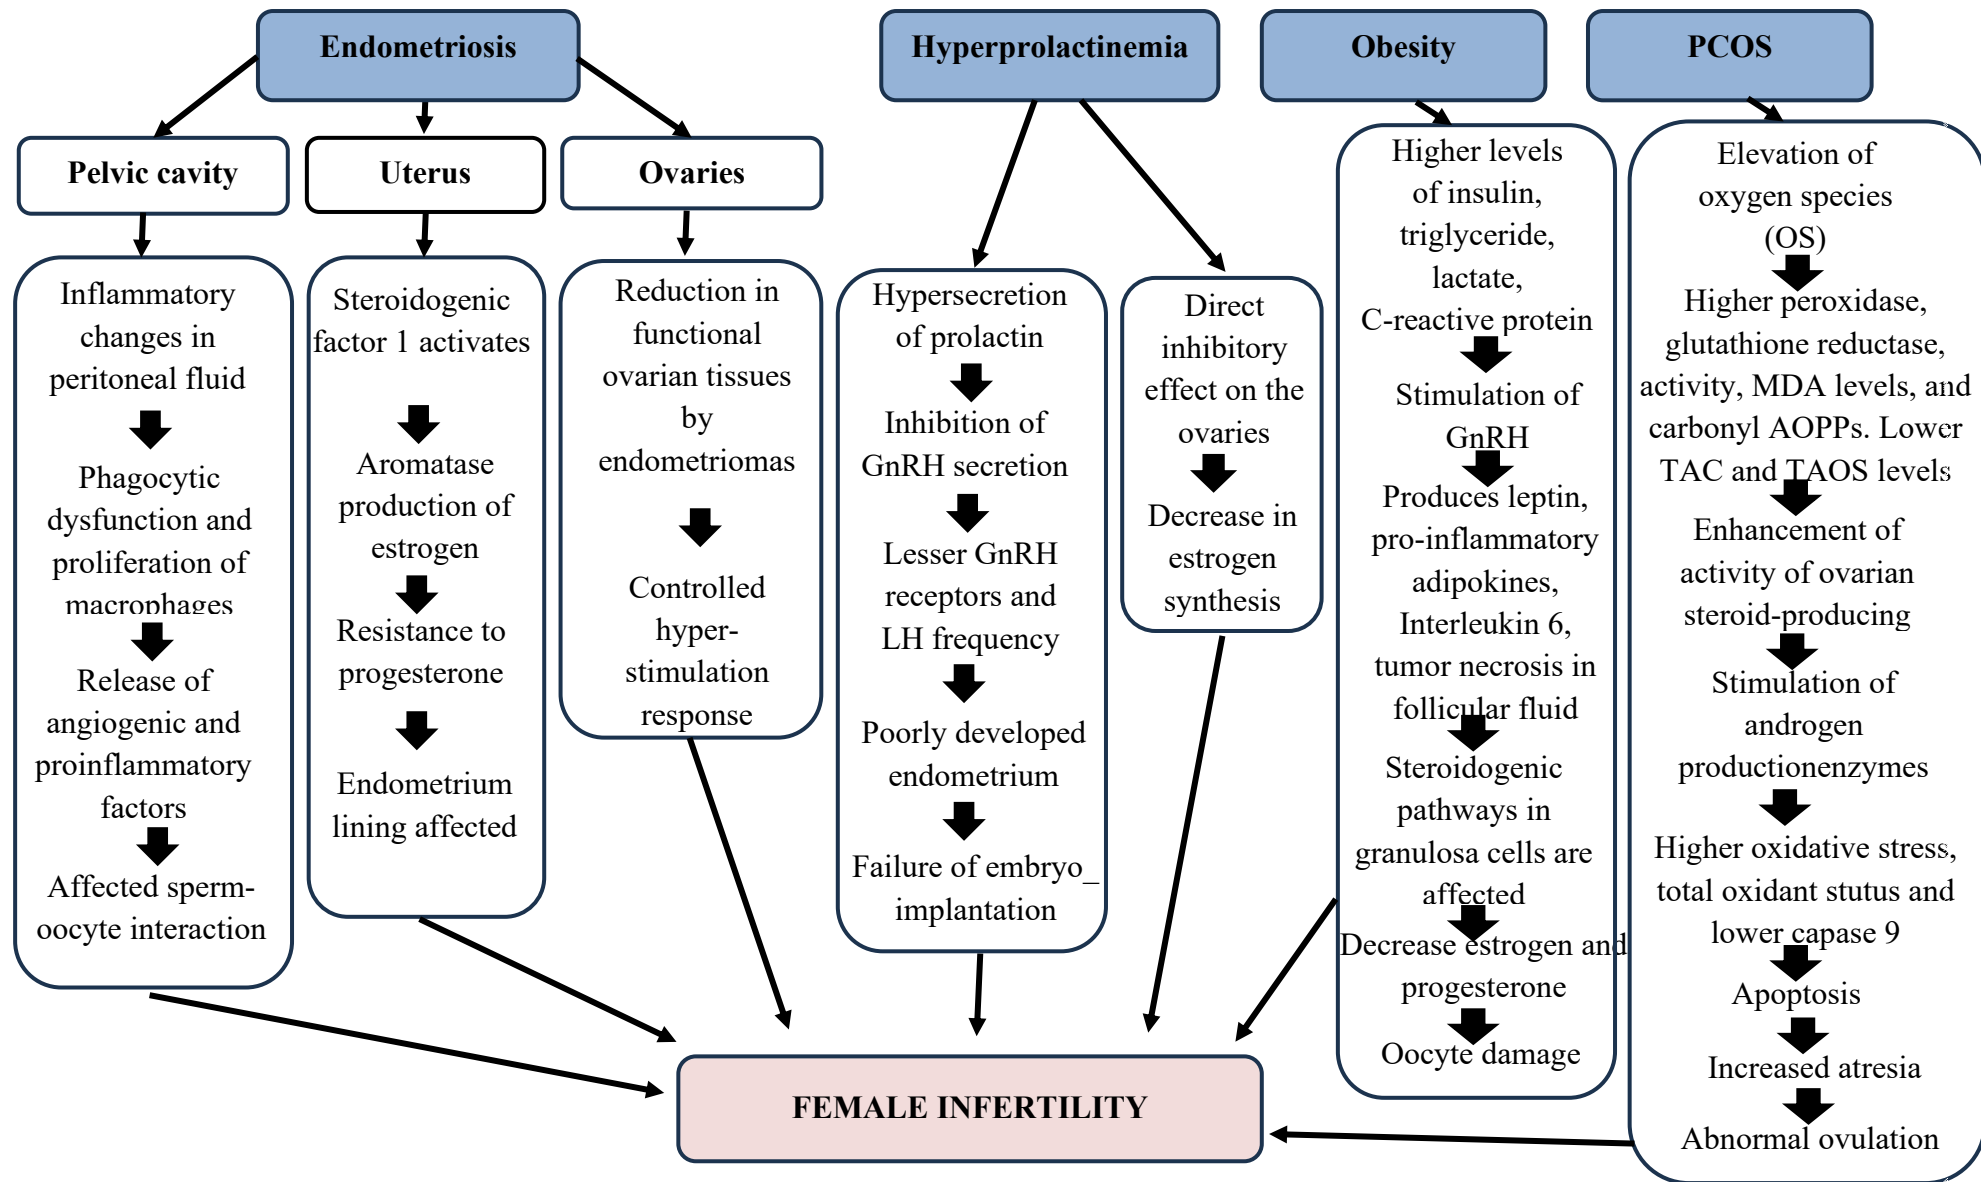 Endometriosis
Hyperprolactinemia
Obesity
PCOS
Pelvic cavity
Uterus
Ovaries
Inflammatory
changes in
peritoneal fluid
Phagocytic
dysfunction and
proliferation of
macrophages
Release of
angiogenic and
proinflammatory
factors
Affected sperm-
oocyte interaction
Steroidogenic
factor 1 activates
Aromatase
production of
estrogen
Resistance to
progesterone
Endometrium
lining affected
Reduction in
functional
ovarian tissues
by
endometriomas
Controlled
hyper-
stimulation
response
Hypersecretion
of prolactin
Inhibition of
GnRH secretion
Lesser GnRH
receptors and
LH frequency
Poorly developed
endometrium
Failure of embryo_
implantation
Direct
inhibitory
effect on the
ovaries
Decrease in
estrogen
synthesis
Higher levels
of insulin,
triglyceride,
lactate,
C-reactive protein
Stimulation of
GnRH
Produces leptin,
pro-inflammatory
adipokines,
Interleukin 6,
tumor necrosis in
follicular fluid
Steroidogenic
pathways in
granulosa cells are
affected
Decrease estrogen and
progesterone
Oocyte damage
Elevation of
oxygen species
(OS)
Higher peroxidase,
glutathione reductase,
activity, MDA levels, and
carbonyl AOPPs. Lower
TAC and TAOS levels
Enhancement of
activity of ovarian
steroid-producing
Stimulation of
androgen
productionenzymes
Higher oxidative stress,
total oxidant stutus and
lower capase 9
Apoptosis
Increased atresia
Abnormal ovulation
FEMALE INFERTILITY